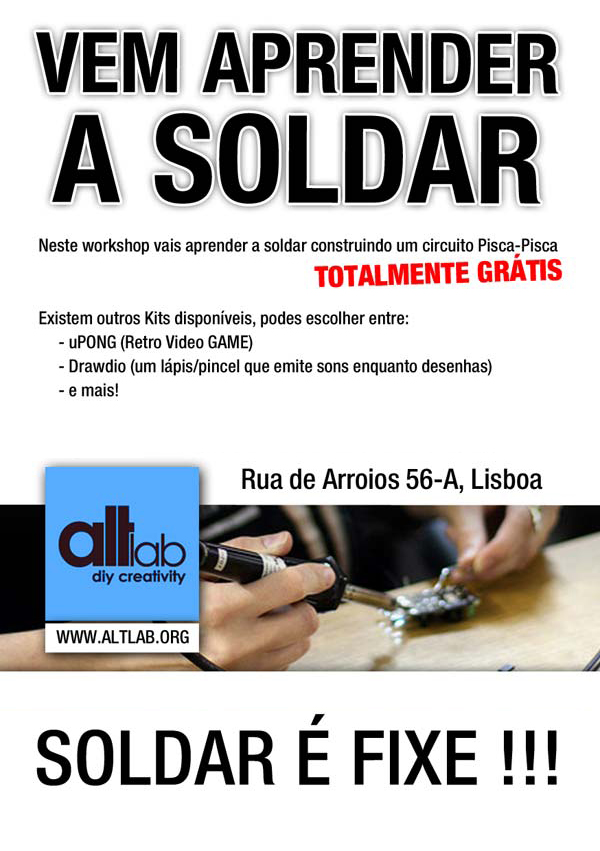 VEM APRENDER
A SOLDAR
Neste workshop vais aprender a soldar construindo um circuito Pisca-Pisca
TOTALMENTE GRÁTIS
Existem outros Kits disponíveis, podes escolher entre:
- uPONG (Retro Video GAME)
- Drawdio (um lápis/pincel que emite sons enquanto desenhas)
- e mais!
Rua de Arroios 56-A, Lisboa
altlab
diy creativity
WWW.ALTLAB.ORG
SOLDAR É FIXE !!!